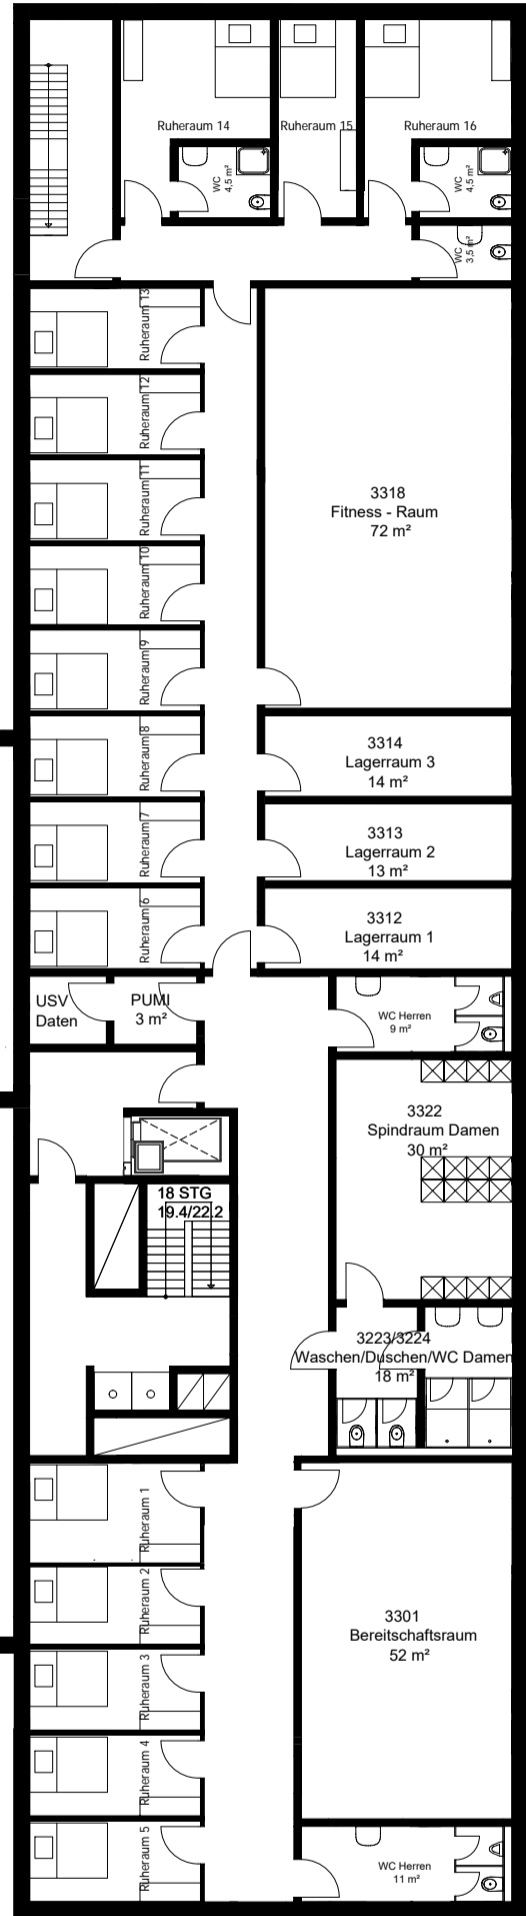 Ruheraum 14
Ruheraum 15
Ruheraum 16
WC
4,5 m²
WC
4,5 m²
WC
3,5 m²
Ruheraum 13
Ruheraum 12
Ruheraum 11
3318
Fitness - Raum
72 m²
Ruheraum 10
Ruheraum 9
Ruheraum 8
3314
Lagerraum 3
14 m²
Ruheraum 7
3313
Lagerraum 2
13 m²
Ruheraum 6
3312
Lagerraum 1
14 m²
USV
Daten
PUMI
3 m²
WC Herren
9 m²
3322
Spindraum Damen
30 m²
18 STG
19.4/22.2
3223/3224
Waschen/Duschen/WC Damen
18 m²
Ruheraum 1
Ruheraum 2
3301
Bereitschaftsraum
52 m²
Ruheraum 3
Ruheraum 4
Ruheraum 5
WC Herren
11 m²